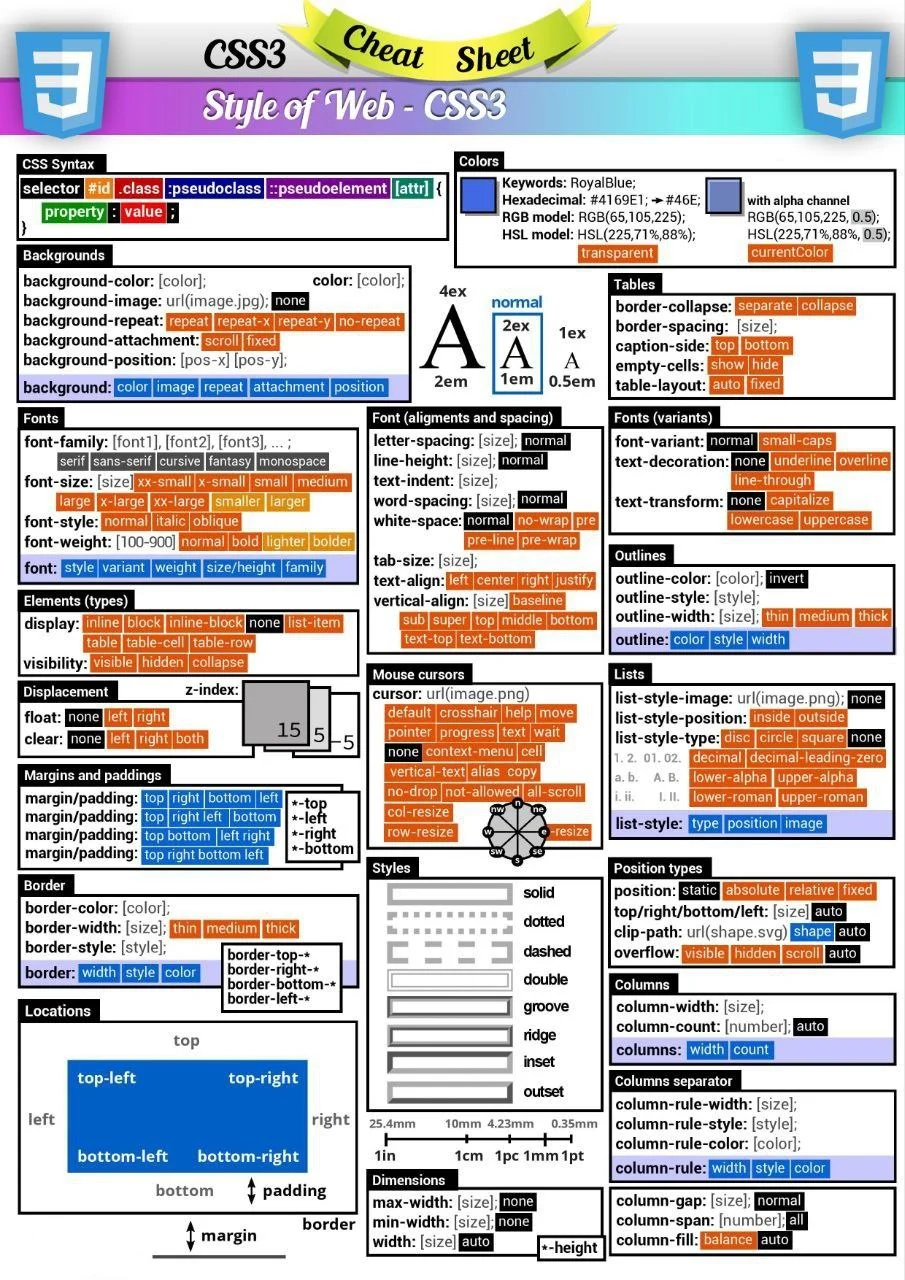 CSS3
Cheat Sheet
Style of Web - CSS3
CSS Syntax
selector #id .class :pseudoclass ::pseudoelement [attr] {
property : value ;
}
Colors
Keywords: RoyalBlue;
Hexadecimal: #4169E1; → #46E;
RGB model: RGB(65,105,225);
HSL model: HSL(225,71%,88%);
transparent
with alpha channel
RGB(65,105,225, 0.5);
HSL(225,71%,88%, 0.5);
currentColor
Backgrounds
background-color: [color]; color: [color];
background-image: url(image.jpg); none
background-repeat: repeat repeat-x repeat-y no-repeat
background-attachment: scroll fixed
background-position: [pos-x] [pos-y];
background: color image repeat attachment position
4ex
A
2em
normal
2ex
A
1em
1ex
A
0.5em
Tables
border-collapse: separate collapse
border-spacing: [size];
caption-side: top bottom
empty-cells: show hide
table-layout: auto fixed
Fonts
font-family: [font1], [font2], [font3], ... ;
serif sans-serif cursive fantasy monospace
font-size: [size] xx-small x-small small medium
large x-large xx-large smaller larger
font-style: normal italic oblique
font-weight: [100-900] normal bold lighter bolder
font: style variant weight size/height family
Font (aligments and spacing)
letter-spacing: [size]; normal
line-height: [size]; normal
text-indent: [size];
word-spacing: [size]; normal
white-space: normal no-wrap pre
pre-line pre-wrap
tab-size: [size];
text-align: left center right justify
vertical-align: [size] baseline
sub super top middle bottom
text-top text-bottom
Fonts (variants)
font-variant: normal small-caps
text-decoration: none underline overline
line-through
text-transform: none capitalize
lowercase uppercase
Outlines
outline-color: [color]; invert
outline-style: [style];
outline-width: [size]; thin medium thick
outline: color style width
Elements (types)
display: inline block inline-block none list-item
table table-cell table-row
visibility: visible hidden collapse
Displacement
z-index:
float: none left right
clear: none left right both
15
5
-5
Mouse cursors
cursor: url(image.png)
default crosshair help move
pointer progress text wait
none context-menu cell
vertical-text alias copy
no-drop not-allowed all-scroll
col-resize
row-resize
n
ne
e
se
s
sw
w
nw
-resize
Lists
list-style-image: url(image.png); none
list-style-position: inside outside
list-style-type: disc circle square none
1. 2. 01. 02. decimal decimal-leading-zero
a. b. A. B. lower-alpha upper-alpha
i. ii. I. II. lower-roman upper-roman
list-style: type position image
Margins and paddings
margin/padding: top right bottom left
margin/padding: top right left bottom
margin/padding: top bottom left right
margin/padding: top right bottom left
*-top
*-left
*-right
*-bottom
Border
border-color: [color];
border-width: [size]; thin medium thick
border-style: [style];
border: width style color
border-top-*
border-right-*
border-bottom-*
border-left-*
Styles
solid
dotted
dashed
double
groove
ridge
inset
outset
Position types
position: static absolute relative fixed
top/right/bottom/left: [size] auto
clip-path: url(shape.svg) shape auto
overflow: visible hidden scroll auto
Columns
column-width: [size];
column-count: [number]; auto
columns: width count
Locations
top
top-left top-right
left right
bottom-left bottom-right
bottom
padding
border
margin
25.4mm 10mm 4.23mm 0.35mm
1in 1cm 1pc 1mm 1pt
Dimensions
max-width: [size]; none
min-width: [size]; none
width: [size] auto
*-height
Columns separator
column-rule-width: [size];
column-rule-style: [style];
column-rule-color: [color];
column-rule: width style color
column-gap: [size]; normal
column-span: [number]; all
column-fill: balance auto